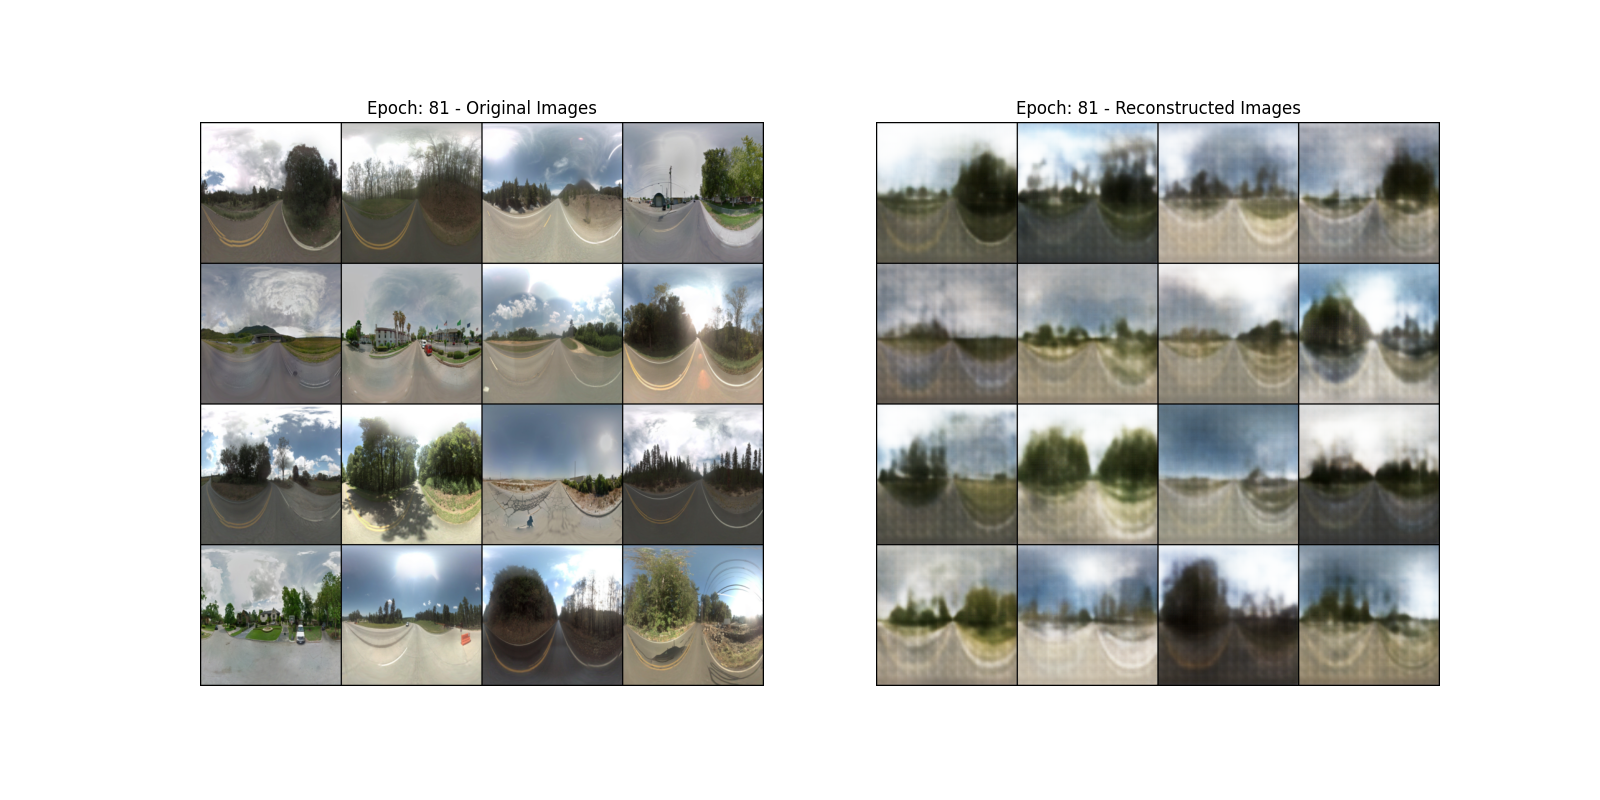 Epoch: 81 - Original Images
Epoch: 81 - Reconstructed Images